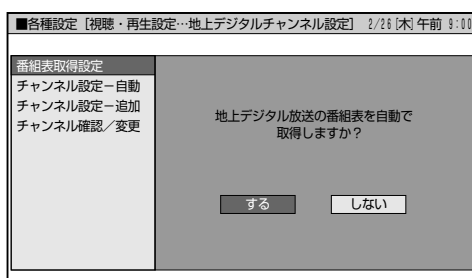 ■各種設定［視聴・再生設定…地上デジタルチャンネル設定］ 2/26[木]午前 9:00
番組表取得設定
チャンネル設定－自動
チャンネル設定－追加
チャンネル確認／変更
地上デジタル放送の番組表を自動で
取得しますか？
する しない